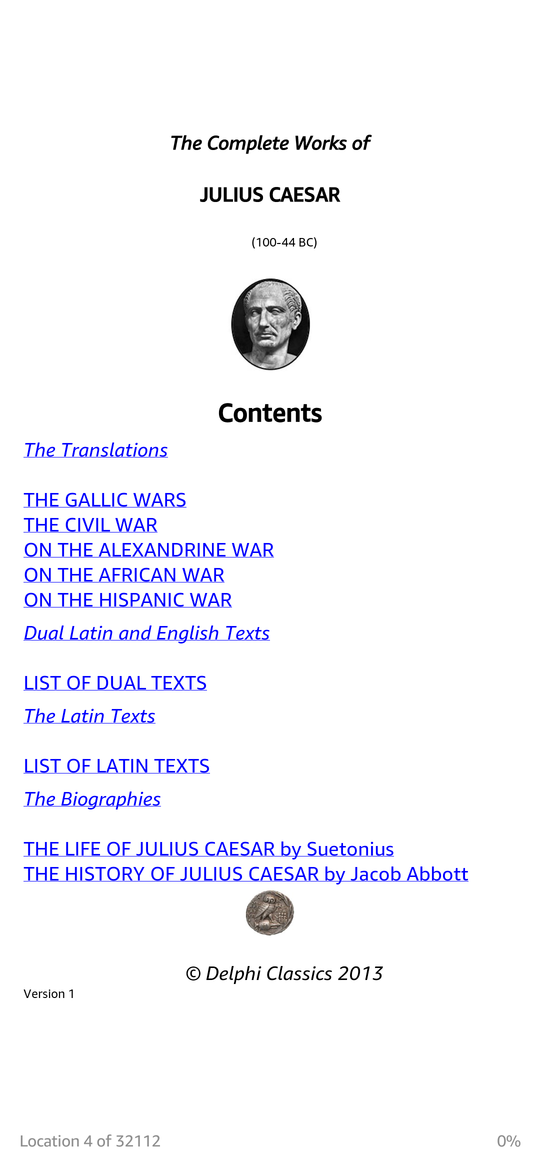 The Complete Works of
JULIUS CAESAR
(100-44 BC)
Contents
The Translations
THE GALLIC WARS
THE CIVIL WAR
ON THE ALEXANDRINE WAR
ON THE AFRICAN WAR
ON THE HISPANIC WAR
Dual Latin and English Texts
LIST OF DUAL TEXTS
The Latin Texts
LIST OF LATIN TEXTS
The Biographies
THE LIFE OF JULIUS CAESAR by Suetonius
THE HISTORY OF JULIUS CAESAR by Jacob Abbott
© Delphi Classics 2013
Version 1
Location 4 of 32112 0%